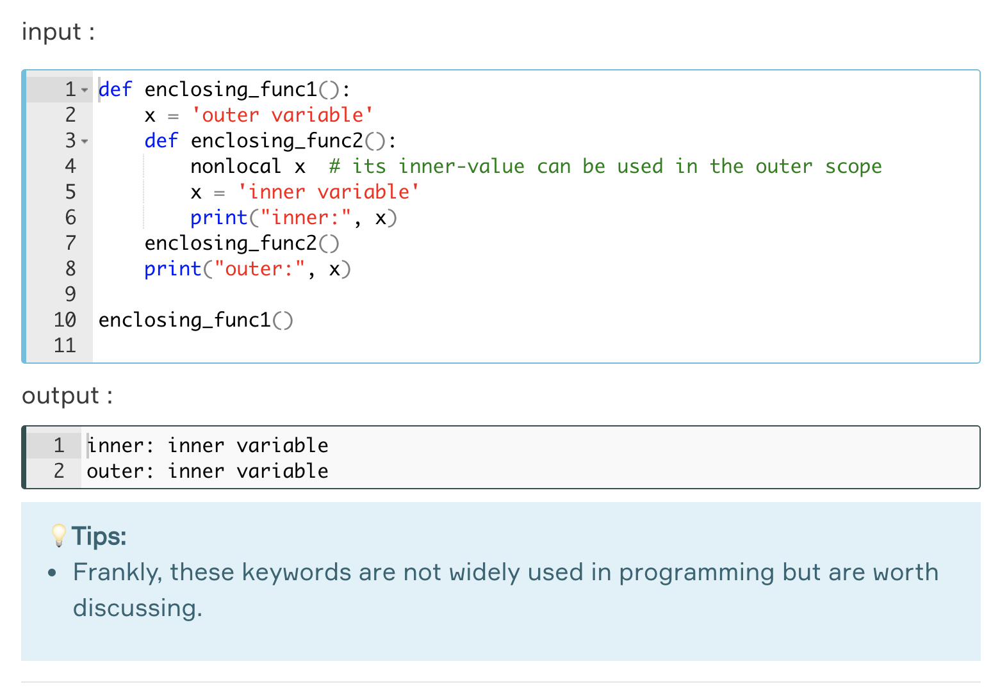 input :
1 def enclosing_func1():
2     x = 'outer variable'
3     def enclosing_func2():
4         nonlocal x  # its inner-value can be used in the outer scope
5         x = 'inner variable'
6         print("inner:", x)
7     enclosing_func2()
8     print("outer:", x)
9
10 enclosing_func1()
11
output :
1 inner: inner variable
2 outer: inner variable
💡Tips:
• Frankly, these keywords are not widely used in programming but are worth
discussing.